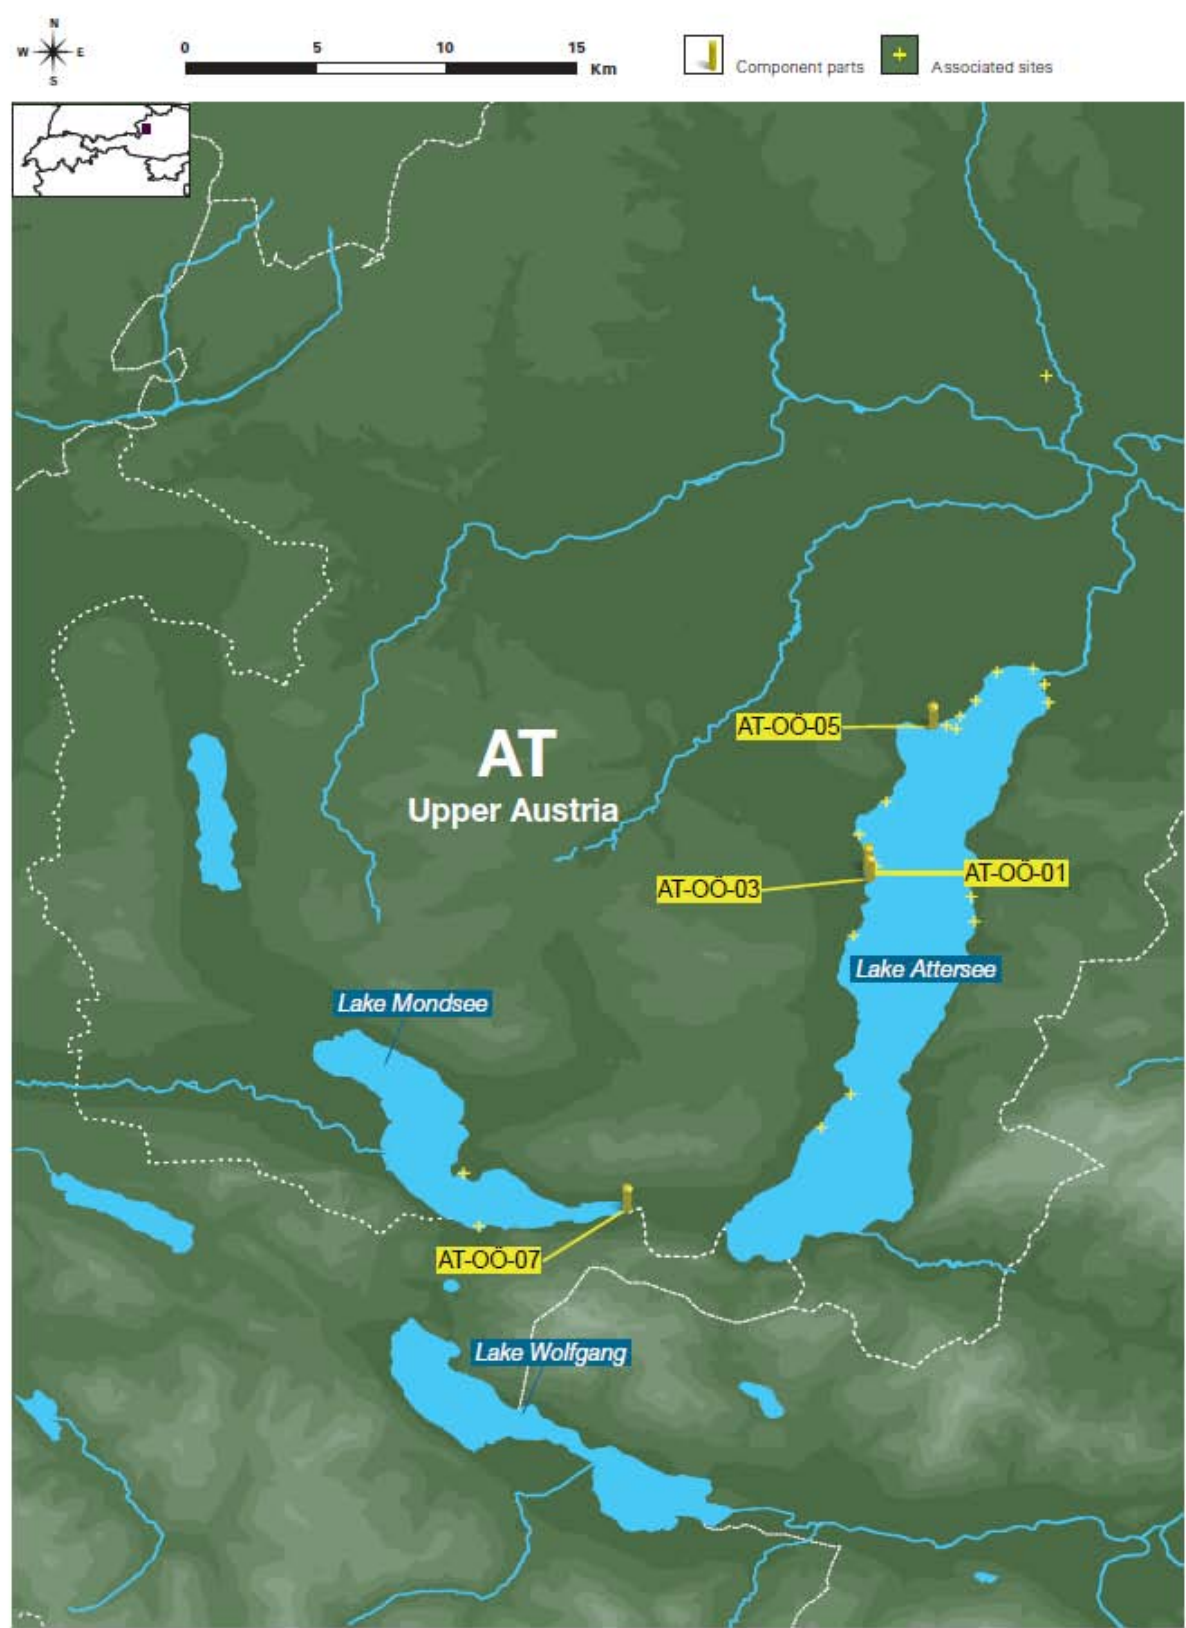 N
W E
S
0 5 10 15
Km
Component parts
Associated sites
AT-OÖ-05
AT
Upper Austria
AT-OÖ-03
AT-OÖ-01
Lake Attersee
Lake Mondsee
AT-OÖ-07
Lake Wolfgang